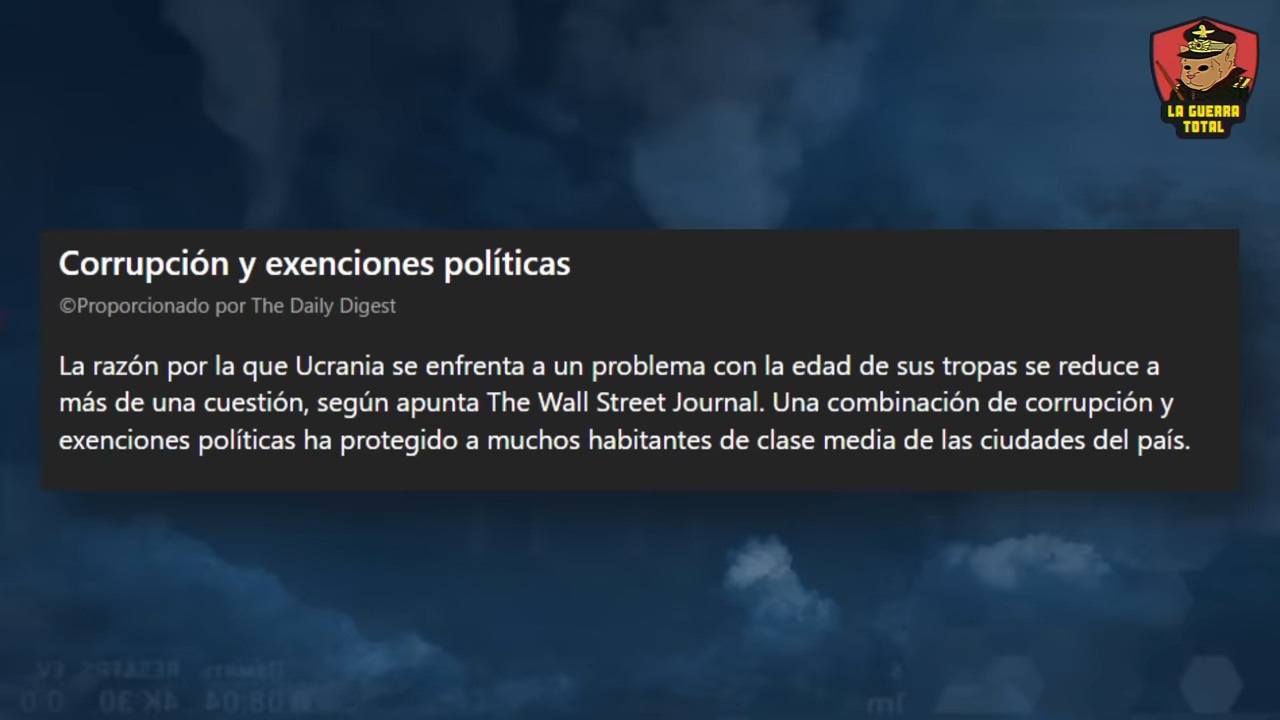 LA GUERRA
TOTAL
Corrupción y exenciones políticas
©Proporcionado por The Daily Digest
La razón por la que Ucrania se enfrenta a un problema con la edad de sus tropas se reduce a
más de una cuestión, según apunta The Wall Street Journal. Una combinación de corrupción y
exenciones políticas ha protegido a muchos habitantes de clase media de las ciudades del país.